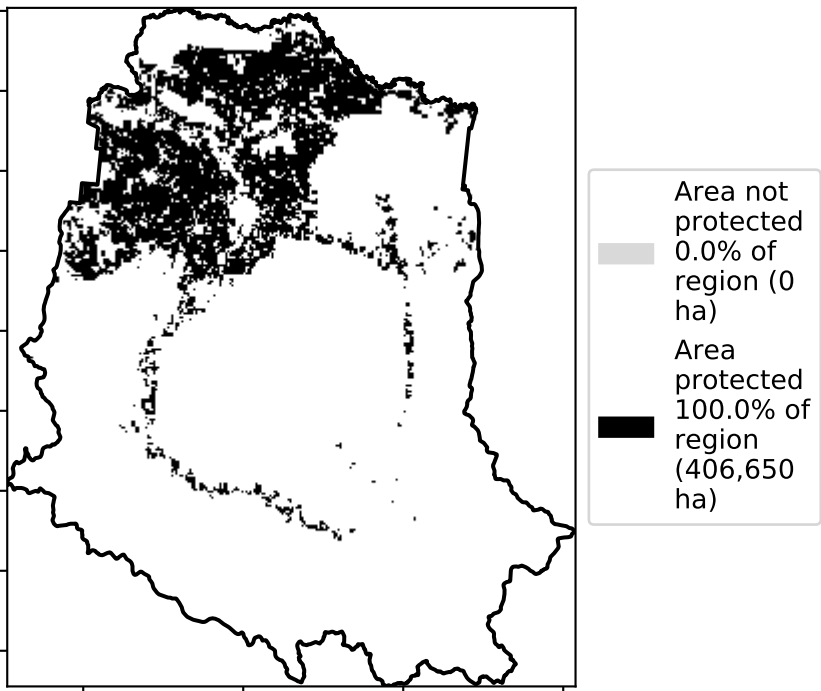 Area not
protected
0.0% of
region (0
ha)
Area
protected
100.0% of
region
(406,650
ha)